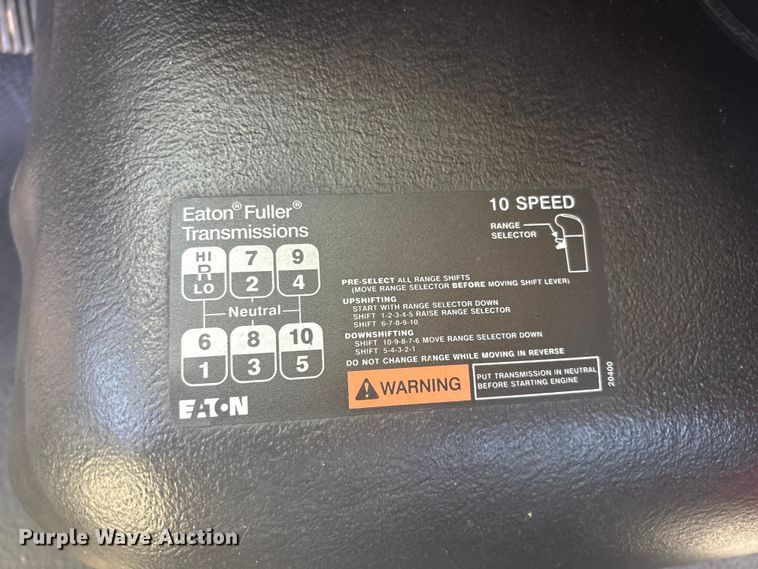 Eaton® Fuller®
Transmissions
10 SPEED
RANGE
SELECTOR
HI
R
LO
7
2
9
4
Neutral
6
1
8
3
10
5
EATON
PRE-SELECT ALL RANGE SHIFTS
(MOVE RANGE SELECTOR BEFORE MOVING SHIFT LEVER)
UPSHIFTING
START WITH RANGE SELECTOR DOWN
SHIFT 1-2-3-4-5 RAISE RANGE SELECTOR
SHIFT 6-7-8-9-10
DOWNSHIFTING
SHIFT 10-9-8-7-6 MOVE RANGE SELECTOR DOWN
SHIFT 5-4-3-2-1
DO NOT CHANGE RANGE WHILE MOVING IN REVERSE
WARNING
PUT TRANSMISSION IN NEUTRAL
BEFORE STARTING ENGINE
20400
Purple Wave Auction